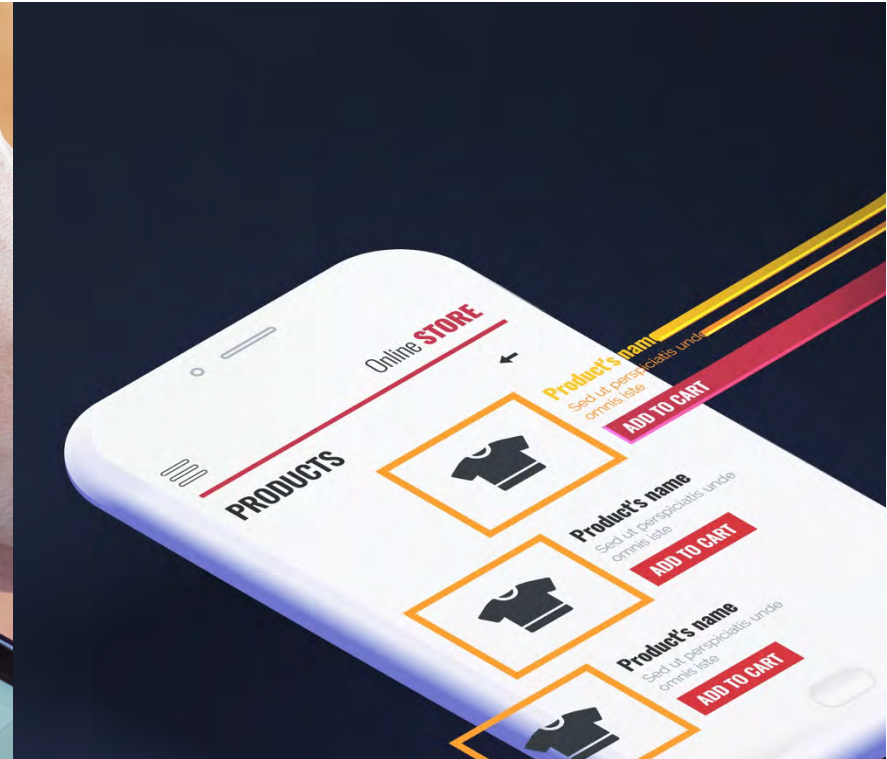 Online STORE
PRODUCTS
Product's name
Sed ut perspiciatis unde
omnis iste
ADD TO CART
Product's name
Sed ut perspiciatis unde
omnis iste
ADD TO CART
Product's name
Sed ut perspiciatis unde
omnis iste
ADD TO CART